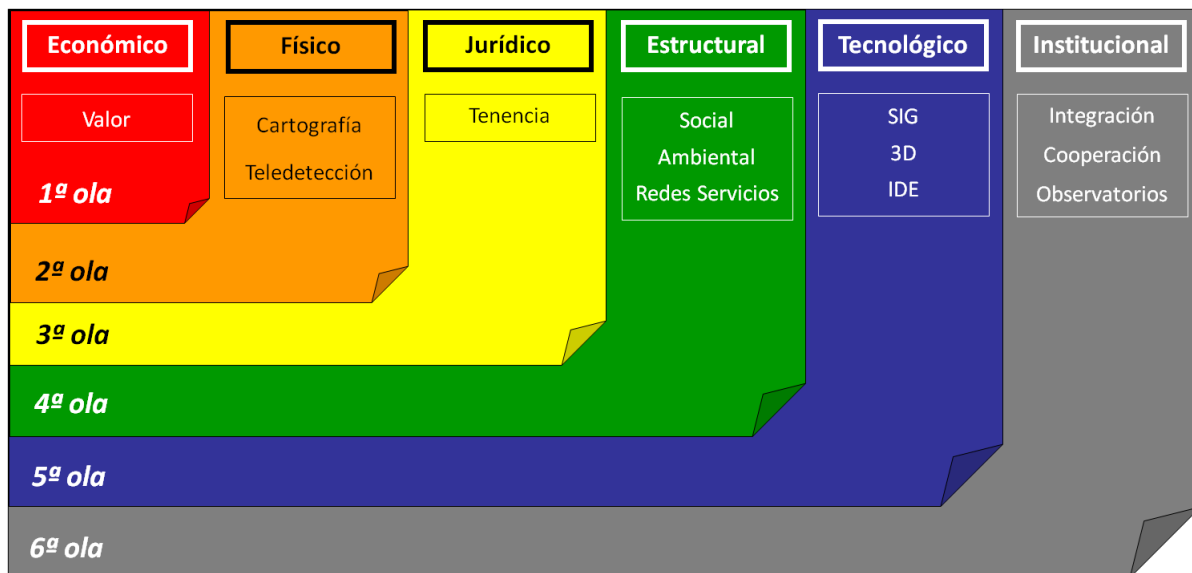 Económico
Físico
Jurídico
Estructural
Tecnológico
Institucional
Valor
Cartografía
Teledetección
Tenencia
Social
Ambiental
Redes Servicios
SIG
3D
IDE
Integración
Cooperación
Observatorios
1ª ola
2ª ola
3ª ola
4ª ola
5ª ola
6ª ola